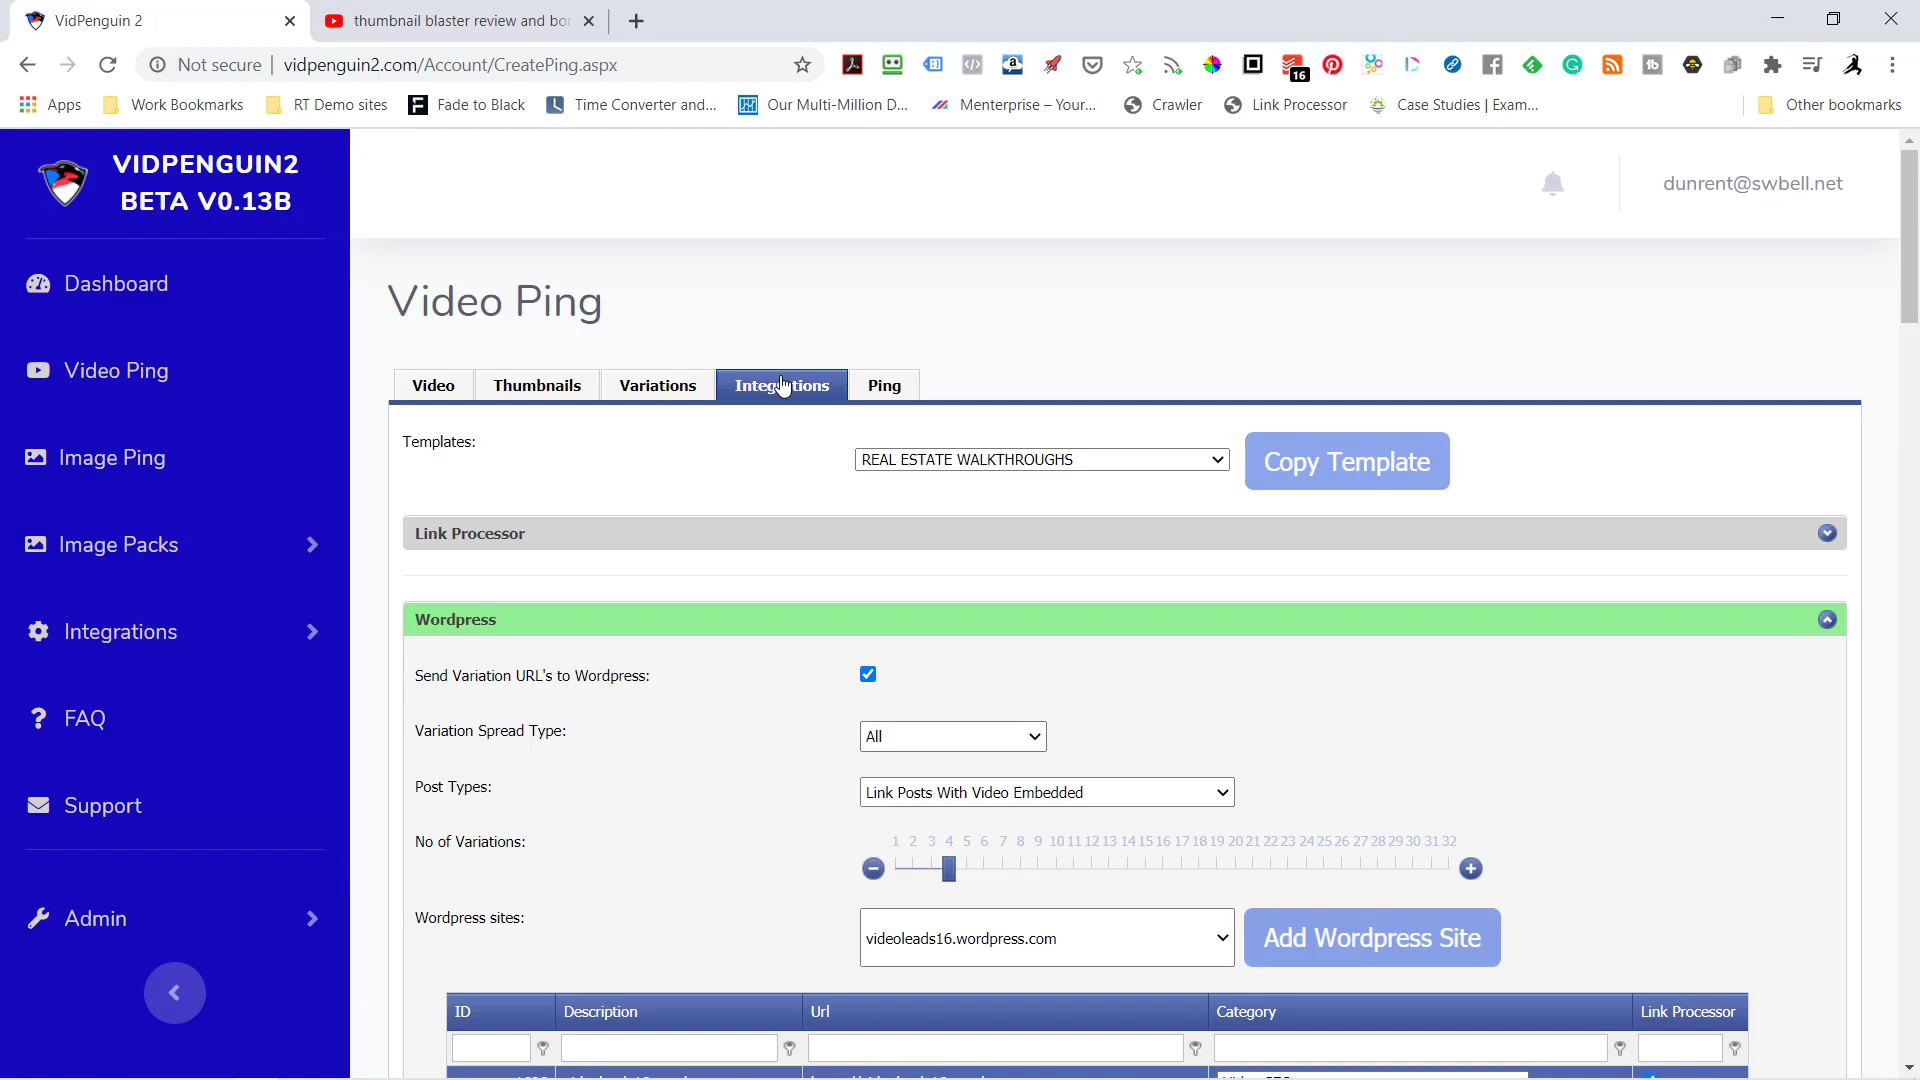 VidPenguin 2
thumbnail blaster review and bon
Not secure
vidpenguin2.com/Account/CreatePing.aspx
16
Apps
Work Bookmarks
RT Demo sites
Fade to Black
Time Converter and...
Our Multi-Million D...
Menterprise – Your...
Crawler
Link Processor
Case Studies | Exam...
Other bookmarks
VIDPENGUIN2
BETA V0.13B
dunrent@swbell.net
Dashboard
Video Ping
Image Ping
Image Packs
Integrations
FAQ
Support
Admin
Video Ping
Video
Thumbnails
Variations
Integrations
Ping
Templates:
REAL ESTATE WALKTHROUGHS
Copy Template
Link Processor
Wordpress
Send Variation URL's to Wordpress:
Variation Spread Type:
All
Post Types:
Link Posts With Video Embedded
No of Variations:
1 2 3 4 5 6 7 8 9 10 11 12 13 14 15 16 17 18 19 20 21 22 23 24 25 26 27 28 29 30 31 32
Wordpress sites:
videoleads16.wordpress.com
Add Wordpress Site
ID
Description
Url
Category
Link Processor